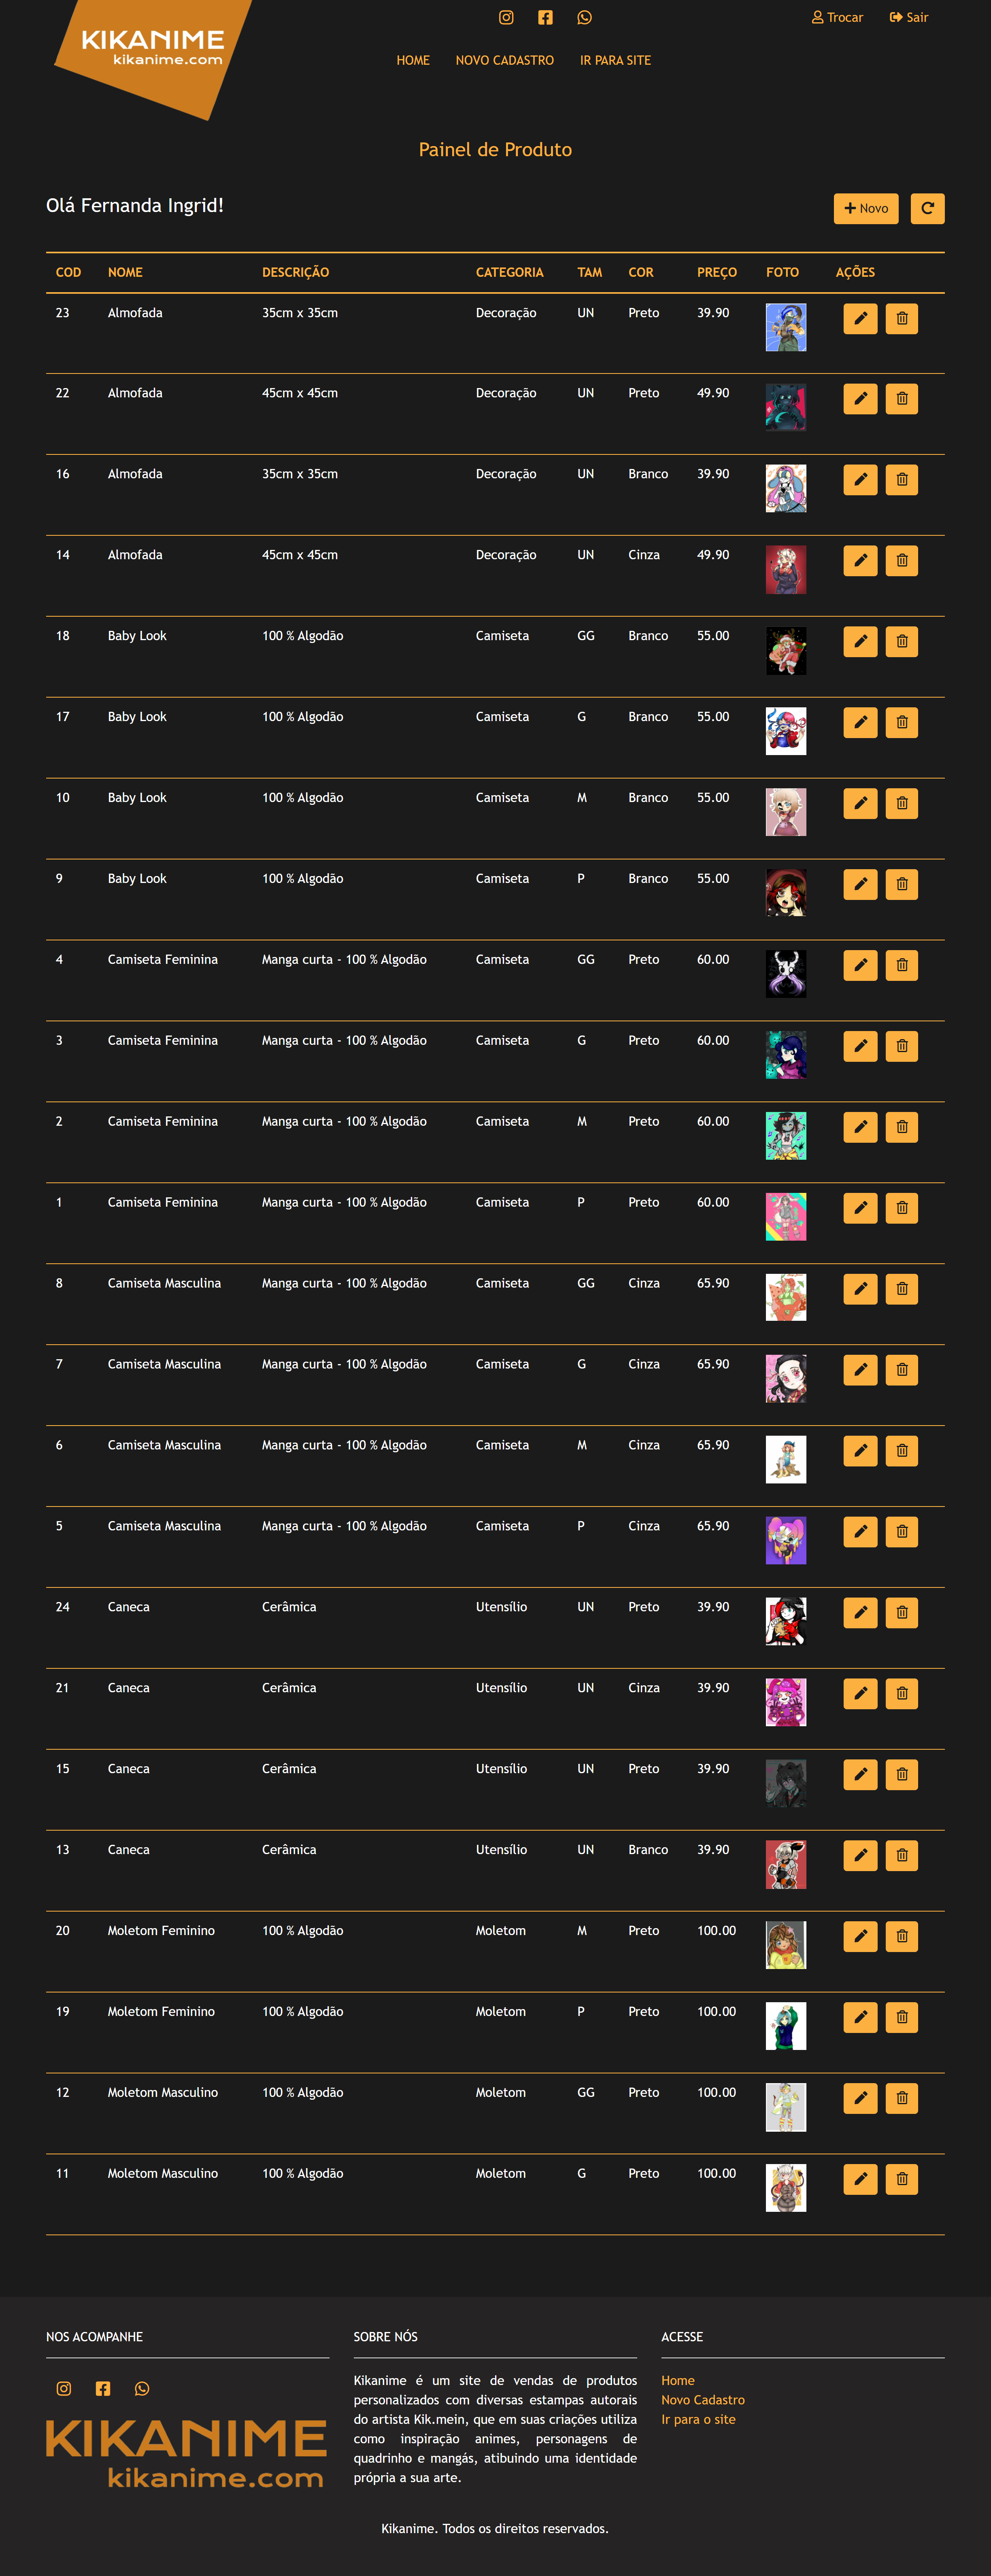 KIKANIME
kikanime.com
Trocar Sair
HOME NOVO CADASTRO IR PARA SITE
Painel de Produto
Olá Fernanda Ingrid!
Novo
COD NOME DESCRIÇÃO CATEGORIA TAM COR PREÇO FOTO AÇÕES
23 Almofada 35cm x 35cm Decoração UN Preto 39.90
22 Almofada 45cm x 45cm Decoração UN Preto 49.90
16 Almofada 35cm x 35cm Decoração UN Branco 39.90
14 Almofada 45cm x 45cm Decoração UN Cinza 49.90
18 Baby Look 100 % Algodão Camiseta GG Branco 55.00
17 Baby Look 100 % Algodão Camiseta G Branco 55.00
10 Baby Look 100 % Algodão Camiseta M Branco 55.00
9 Baby Look 100 % Algodão Camiseta P Branco 55.00
4 Camiseta Feminina Manga curta - 100 % Algodão Camiseta GG Preto 60.00
3 Camiseta Feminina Manga curta - 100 % Algodão Camiseta G Preto 60.00
2 Camiseta Feminina Manga curta - 100 % Algodão Camiseta M Preto 60.00
1 Camiseta Feminina Manga curta - 100 % Algodão Camiseta P Preto 60.00
8 Camiseta Masculina Manga curta - 100 % Algodão Camiseta GG Cinza 65.90
7 Camiseta Masculina Manga curta - 100 % Algodão Camiseta G Cinza 65.90
6 Camiseta Masculina Manga curta - 100 % Algodão Camiseta M Cinza 65.90
5 Camiseta Masculina Manga curta - 100 % Algodão Camiseta P Cinza 65.90
24 Caneca Cerâmica Utensílio UN Preto 39.90
21 Caneca Cerâmica Utensílio UN Cinza 39.90
15 Caneca Cerâmica Utensílio UN Preto 39.90
13 Caneca Cerâmica Utensílio UN Branco 39.90
20 Moletom Feminino 100 % Algodão Moletom M Preto 100.00
19 Moletom Feminino 100 % Algodão Moletom P Preto 100.00
12 Moletom Masculino 100 % Algodão Moletom GG Preto 100.00
11 Moletom Masculino 100 % Algodão Moletom G Preto 100.00
NOS ACOMPANHE
KIKANIME
kikanime.com
SOBRE NÓS
Kikanime é um site de vendas de produtos
personalizados com diversas estampas autorais
do artista Kik.mein, que em suas criações utiliza
como inspiração animes, personagens de
quadrinho e mangás, atibuindo uma identidade
própria a sua arte.
ACESSE
Home
Novo Cadastro
Ir para o site
Kikanime. Todos os direitos reservados.